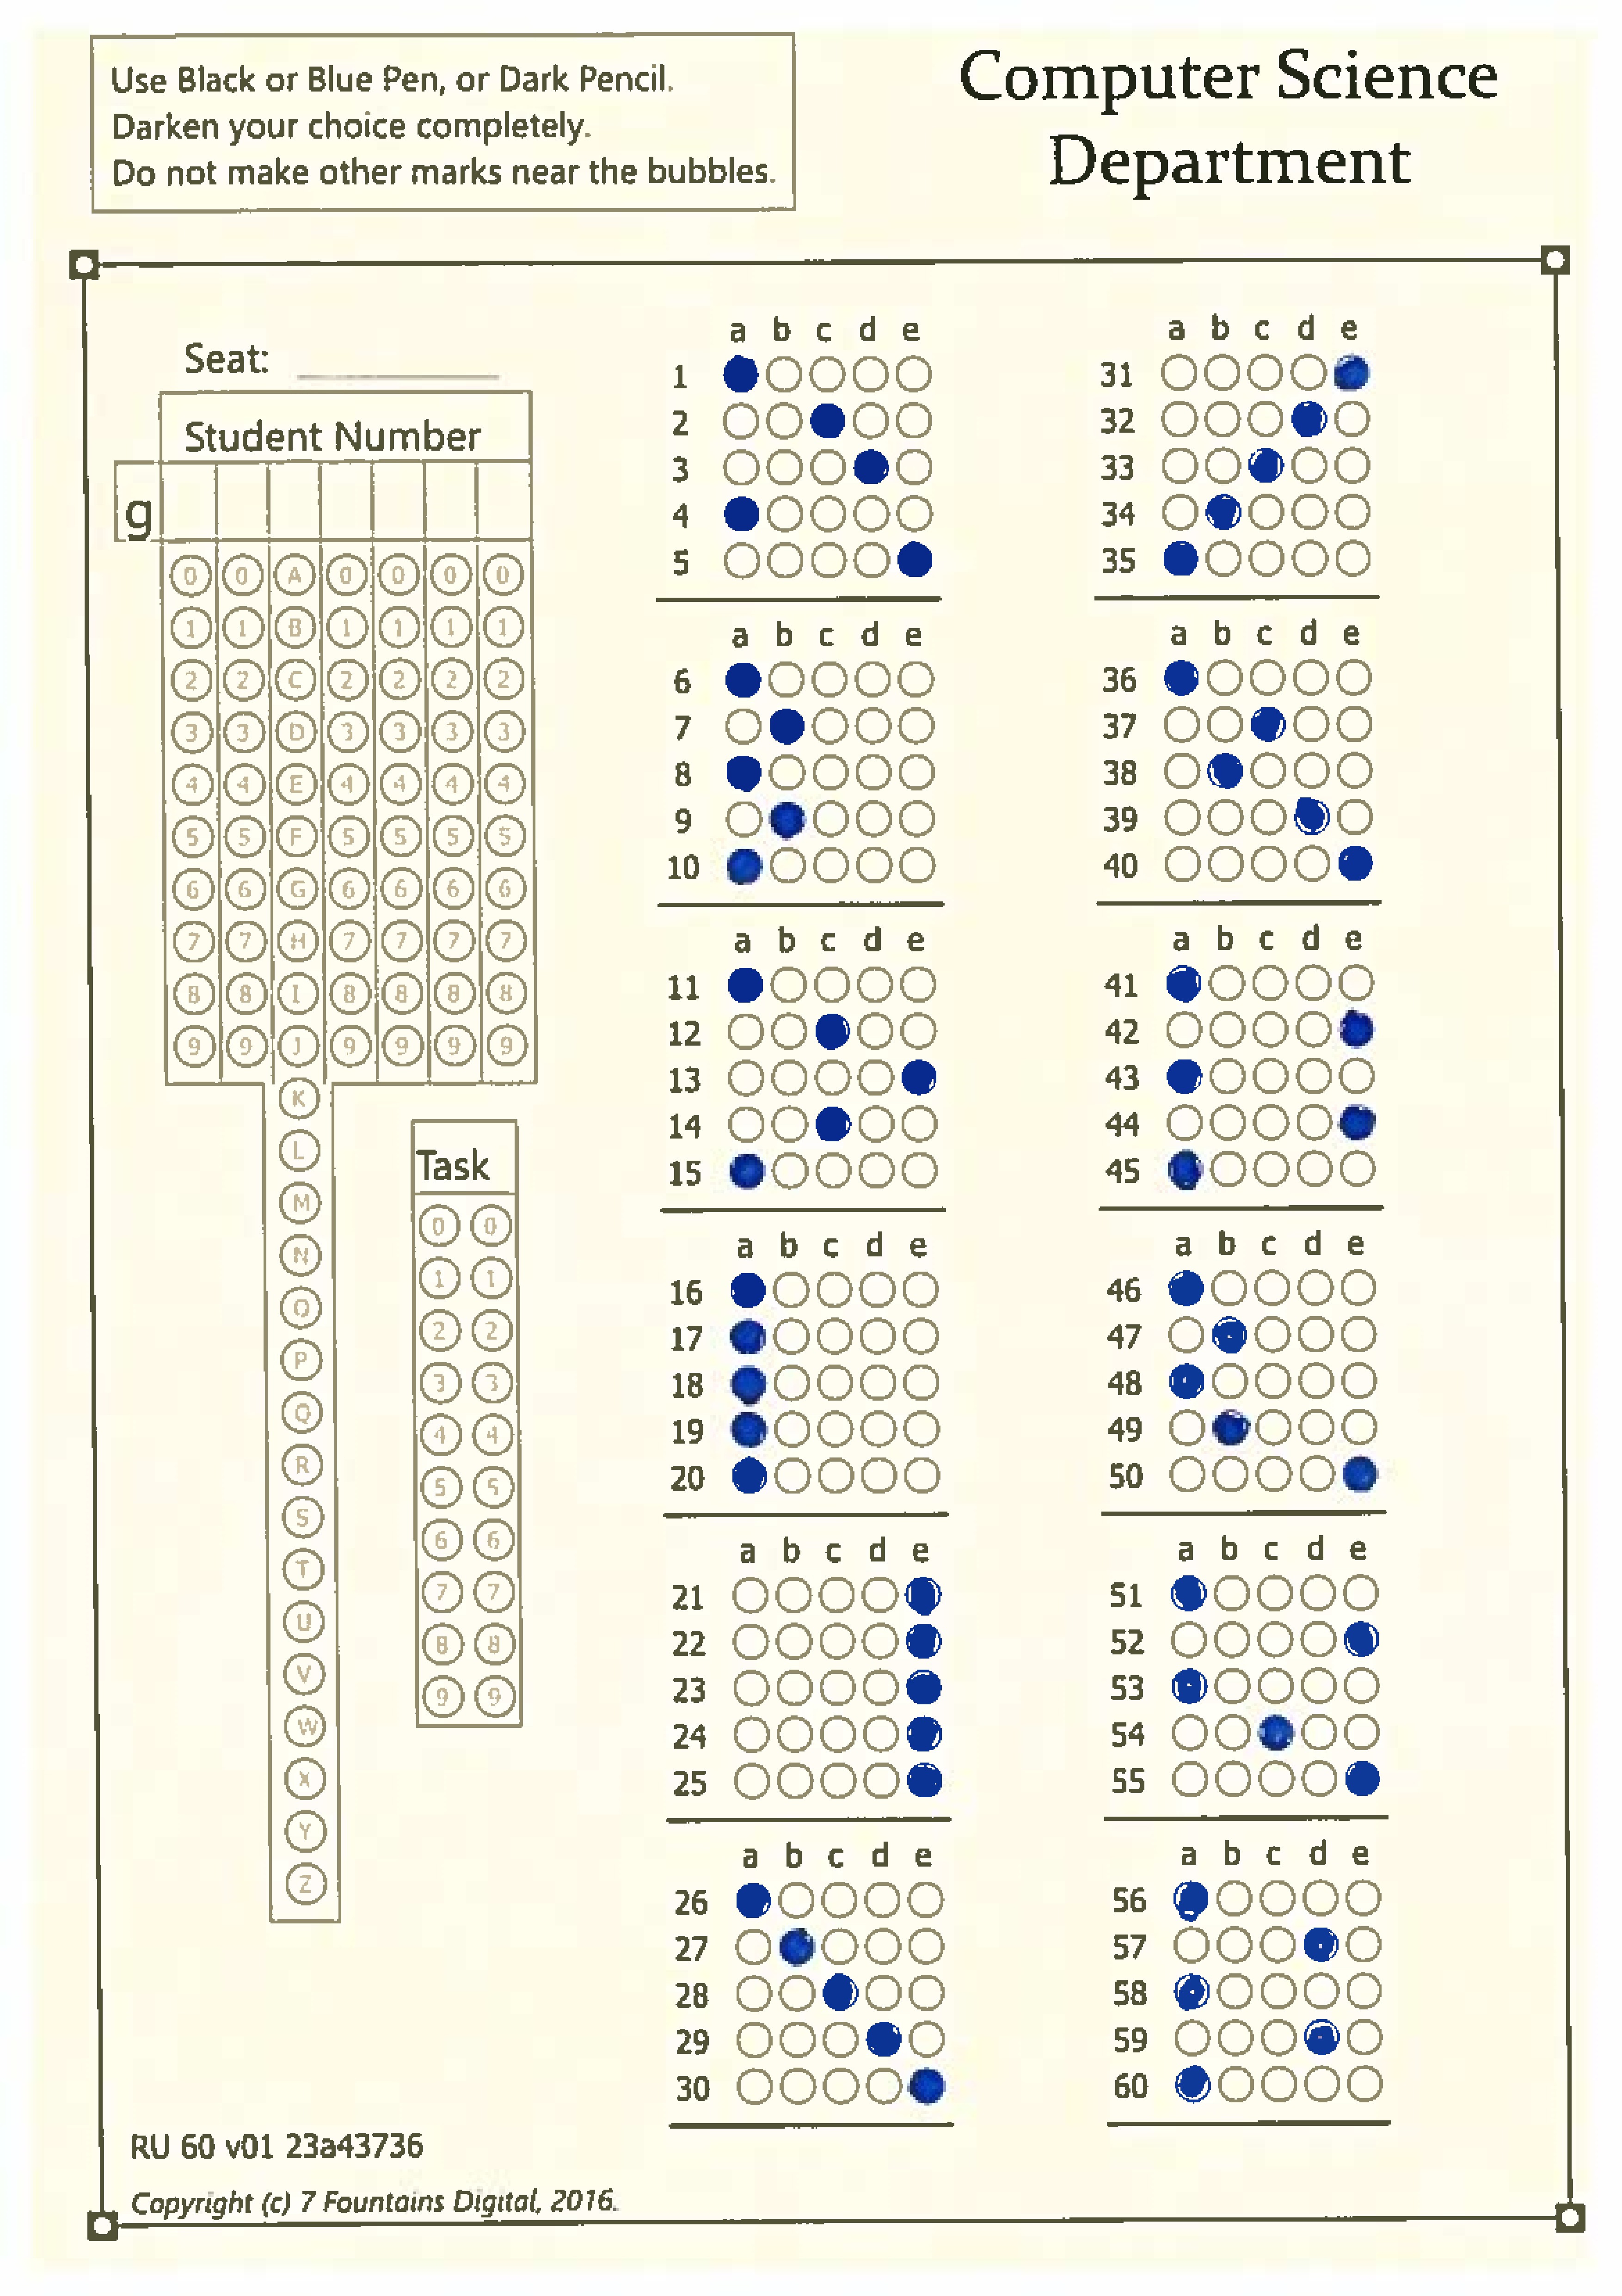 Use Black or Blue Pen, or Dark Pencil.
Darken your choice completely.
Do not make other marks near the bubbles.
Computer Science
Department
Seat:
Student Number
g
0 0 A 0 0 0 0
1 1 B 1 1 1 1
2 2 C 2 2 2 2
3 3 D 3 3 3 3
4 4 E 4 4 4 4
5 5 F 5 5 5 5
6 6 G 6 6 6 6
7 7 H 7 7 7 7
8 8 I 8 8 8 8
9 9 J 9 9 9 9
K
L
M
N
O
P
Q
R
S
T
U
V
W
X
Y
Z
Task
0 0
1 1
2 2
3 3
4 4
5 5
6 6
7 7
8 8
9 9
a b c d e
1
2
3
4
5
a b c d e
6
7
8
9
10
a b c d e
11
12
13
14
15
a b c d e
16
17
18
19
20
a b c d e
21
22
23
24
25
a b c d e
26
27
28
29
30
a b c d e
31
32
33
34
35
a b c d e
36
37
38
39
40
a b c d e
41
42
43
44
45
a b c d e
46
47
48
49
50
a b c d e
51
52
53
54
55
a b c d e
56
57
58
59
60
RU 60 v01 23a43736
Copyright (c) 7 Fountains Digital, 2016.